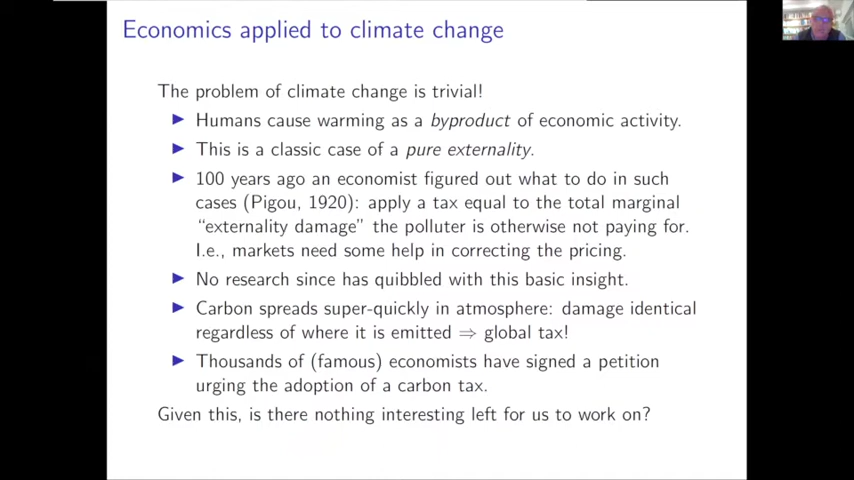 Economics applied to climate change
The problem of climate change is trivial!
▶ Humans cause warming as a byproduct of economic activity.
▶ This is a classic case of a pure externality.
▶ 100 years ago an economist figured out what to do in such
cases (Pigou, 1920): apply a tax equal to the total marginal
“externality damage” the polluter is otherwise not paying for.
I.e., markets need some help in correcting the pricing.
▶ No research since has quibbled with this basic insight.
▶ Carbon spreads super-quickly in atmosphere: damage identical
regardless of where it is emitted ⇒ global tax!
▶ Thousands of (famous) economists have signed a petition
urging the adoption of a carbon tax.
Given this, is there nothing interesting left for us to work on?